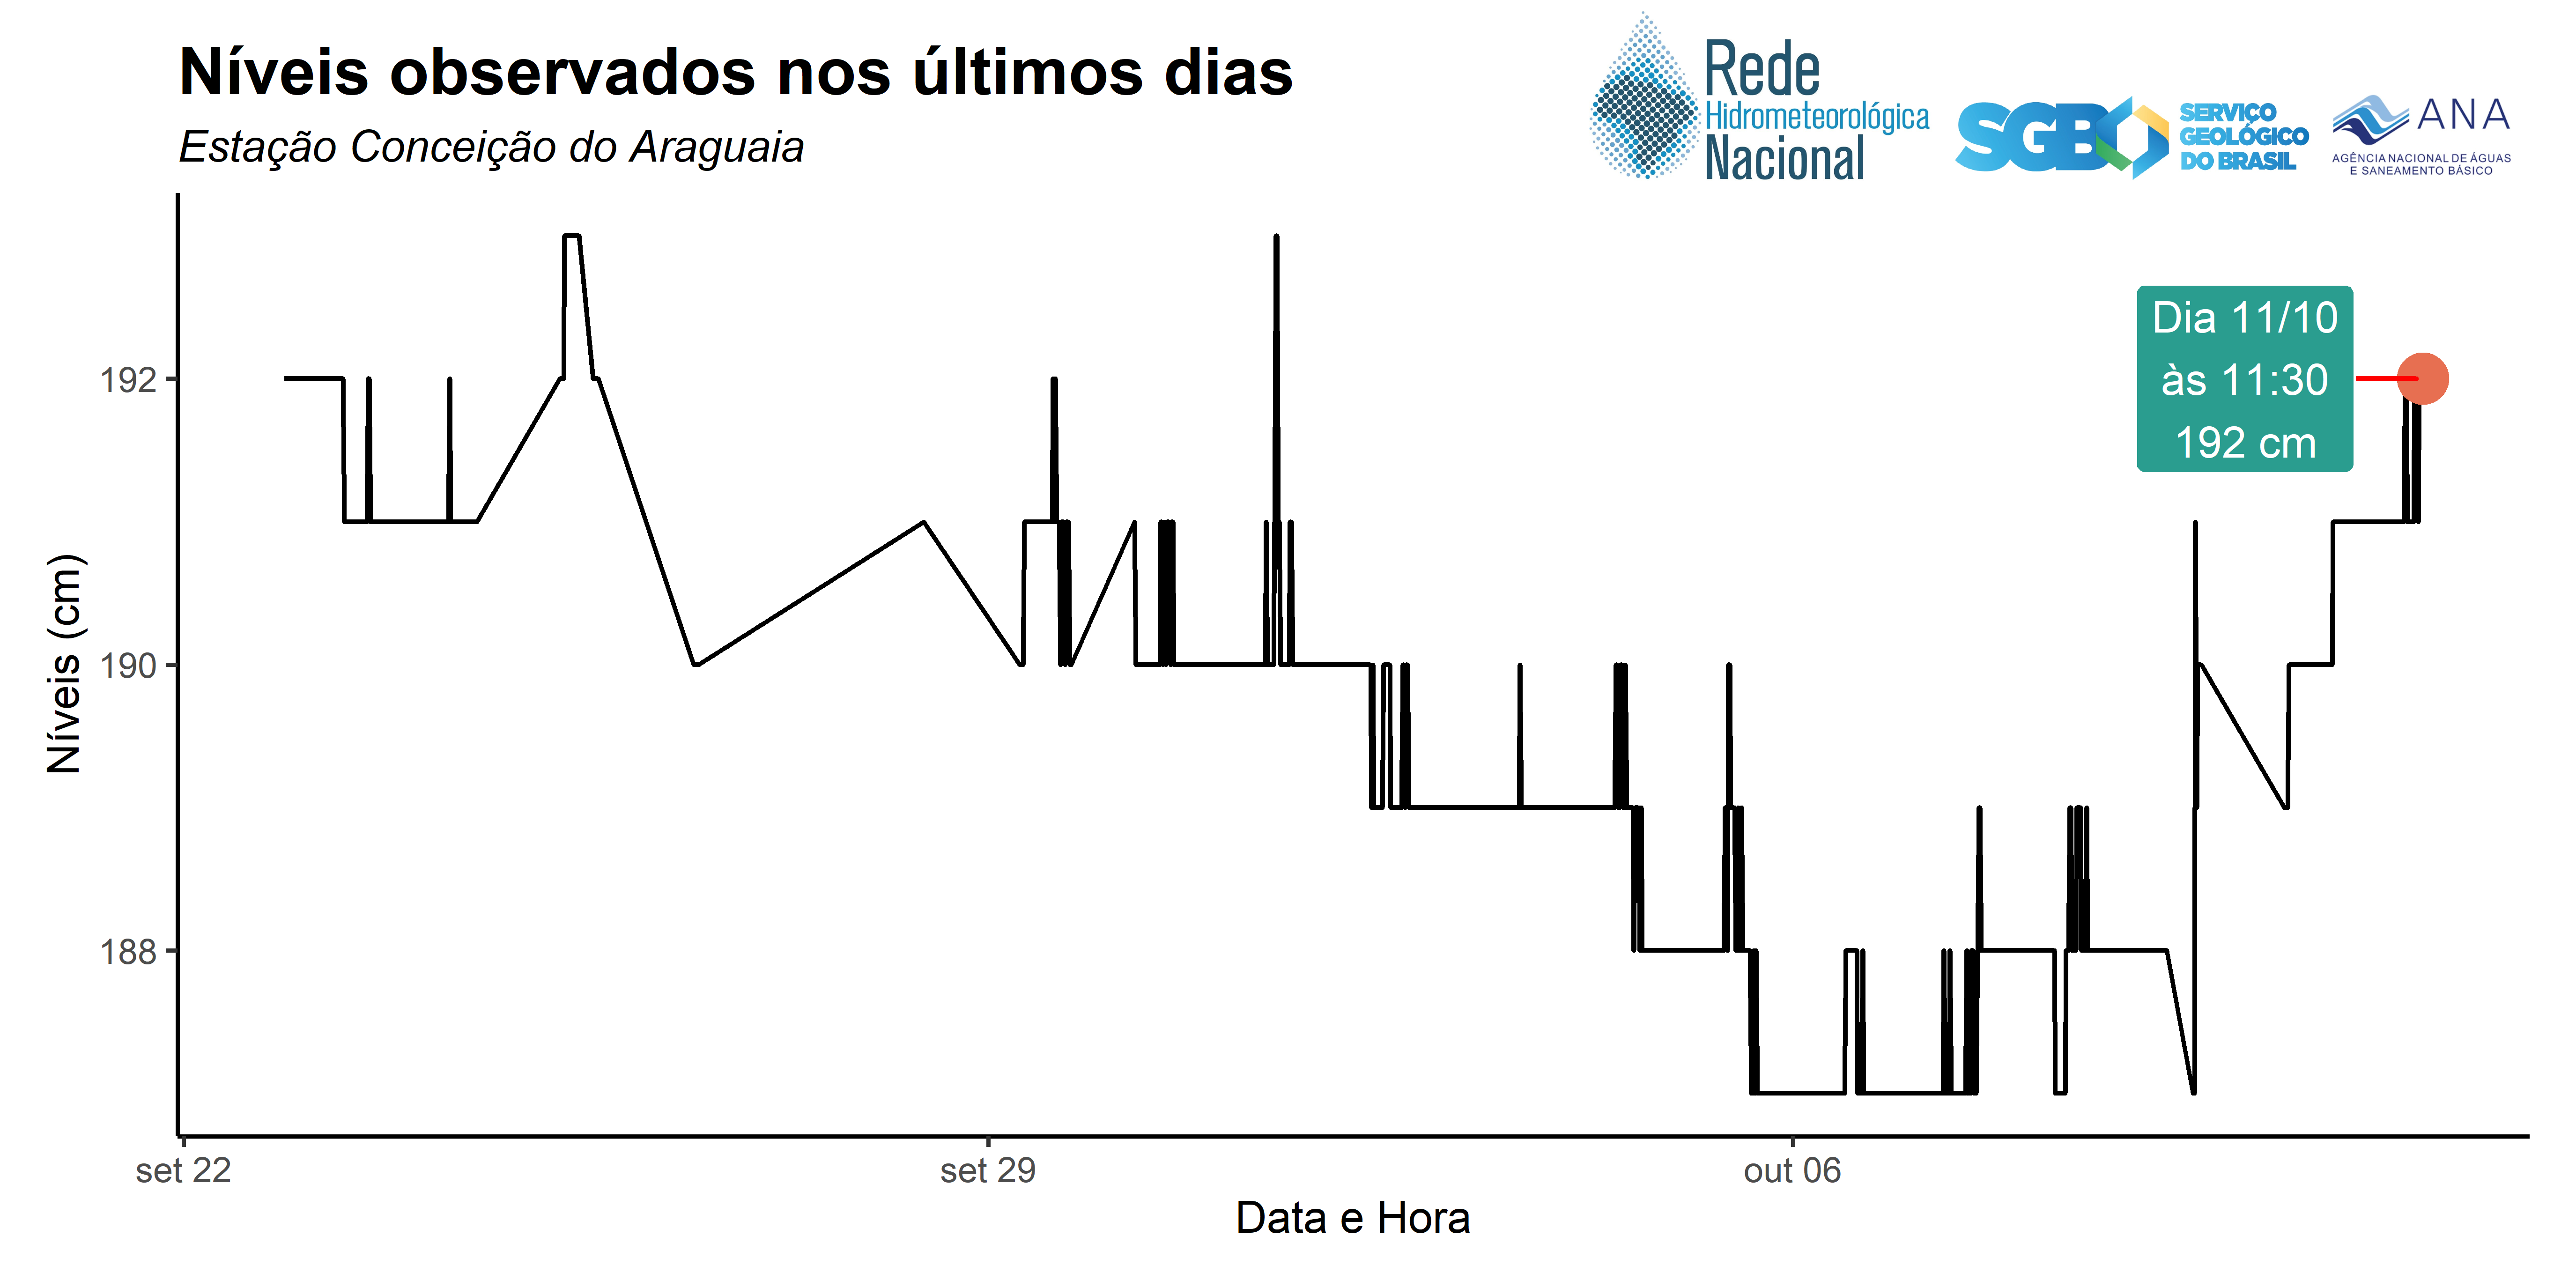 Níveis observados nos últimos dias
Estação Conceição do Araguaia
Rede
Hidrometeorológica
Nacional
SGB
SERVIÇO
GEOLÓGICO
DO BRASIL
ANA
AGÊNCIA NACIONAL DE ÁGUAS
E SANEAMENTO BÁSICO
Níveis (cm)
192
190
188
Dia 11/10
às 11:30
192 cm
set 22
set 29
out 06
Data e Hora